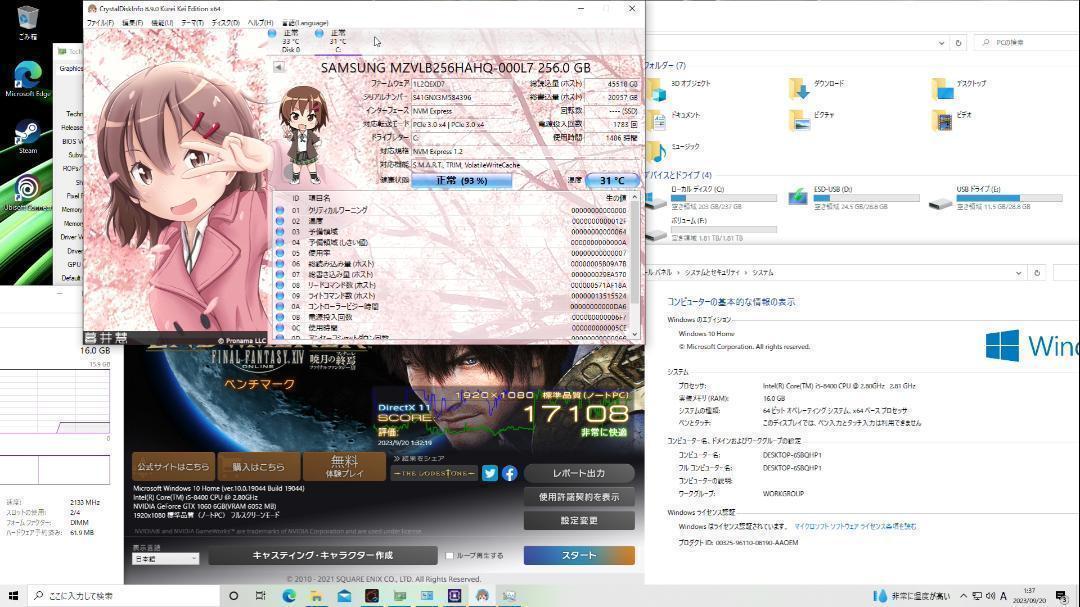 ごみ箱
Microsoft Edge
Steam
Ubisoft Connect
CrystalDiskInfo 8.9.0 Kurei Kei Edition x64
ファイル(F) 編集(E) 機能(U) テーマ(T) ディスク(D) ヘルプ(H) 言語(Language)
正常 正常
33 °C 31 °C
Disk 0 C:
SAMSUNG MZVLB256HAHQ-000L7 256.0 GB
ファームウェア 1L2QEXD7 総読込量 (ホスト) 45518 GB
シリアルナンバー S41GNX3M584396 総書込量 (ホスト) 20957 GB
インターフェース NVM Express 回転数 ---- (SSD)
対応転送モード PCIe 3.0 x4 | PCIe 3.0 x4 電源投入回数 1783 回
ドライブレター C: 使用時間 1486 時間
対応規格 NVM Express 1.2
対応機能 S.M.A.R.T., TRIM, VolatileWriteCache
健康状態 正常 (93 %) 温度 31 °C
ID 項目名 生の値
01 クリティカルワーニング 00000000000000
02 温度 0000000000012F
03 予備領域 00000000000064
04 予備領域 (しきい値) 0000000000000A
05 使用率 00000000000007
06 総読み込み量 (ホスト) 00000005B09A7B
07 総書き込み量 (ホスト) 000000029EA570
08 リードコマンド数 (ホスト) 000000571AF18A
09 ライトコマンド数 (ホスト) 00000013515524
0A コントローラービジー時間 00000000000DA6
0B 電源投入回数 000000000006F7
0C 使用時間 000000000005CE
暮井慧
© Pronama LLC
Graphics
16.0 GB
15.9 GB
0
速度: 2133 MHz
スロットの使用: 2/4
フォーム ファクター: DIMM
ハードウェア予約済み: 61.9 MB
FINAL FANTASY XIV
ONLINE
暁月の終焉
ベンチマーク
1920×1080 標準品質(ノートPC)
DirectX 11
SCORE 17108
評価: 非常に快適
2023/9/20 1:32:19
公式サイトはこちら
購入はこちら
無料
体験プレイ
結果をシェア
THE LODESTONE
レポート出力
使用許諾契約を表示
設定変更
Microsoft Windows 10 Home (ver.10.0.19044 Build 19044)
Intel(R) Core(TM) i5-8400 CPU @ 2.80GHz
NVIDIA GeForce GTX 1060 6GB(VRAM 6052 MB)
1920x1080 標準品質 (ノートPC) フルスクリーンモード
NVIDIA® and NVIDIA GameWorks™ are trademarks of NVIDIA Corporation and are used under license.
表示言語
日本語
キャスティング・キャラクター作成
ループ再生する
スタート
© 2010 - 2021 SQUARE ENIX CO., LTD. All Rights Reserved.
PCの検索
フォルダー (7)
3D オブジェクト
ダウンロード
デスクトップ
ドキュメント
ピクチャ
ビデオ
ミュージック
デバイスとドライブ (4)
ローカル ディスク (C:)
空き領域 203 GB/237 GB
ESD-USB (D:)
空き領域 24.5 GB/28.8 GB
USB ドライブ (E:)
空き領域 11.5 GB/28.8 GB
ボリューム (F:)
空き領域 1.81 TB/1.81 TB
ール パネル › システムとセキュリティ › システム
コンピューターの基本的な情報の表示
Windows のエディション
Windows 10 Home
© Microsoft Corporation. All rights reserved.
システム
プロセッサ: Intel(R) Core(TM) i5-8400 CPU @ 2.80GHz 2.81 GHz
実装メモリ (RAM): 16.0 GB
システムの種類: 64 ビット オペレーティング システム、x64 ベース プロセッサ
ペンとタッチ: このディスプレイでは、ペン入力とタッチ入力は利用できません
コンピューター名、ドメインおよびワークグループの設定
コンピューター名: DESKTOP-6SBQHP1
フル コンピューター名: DESKTOP-6SBQHP1
コンピューターの説明:
ワークグループ: WORKGROUP
Windows ライセンス認証
Windows はライセンス認証されています。 マイクロソフト ソフトウェア ライセンス条項を読む
プロダクト ID: 00325-96110-08190-AAOEM
ここに入力して検索
非常に湿度が高い
A
1:37
2023/09/20